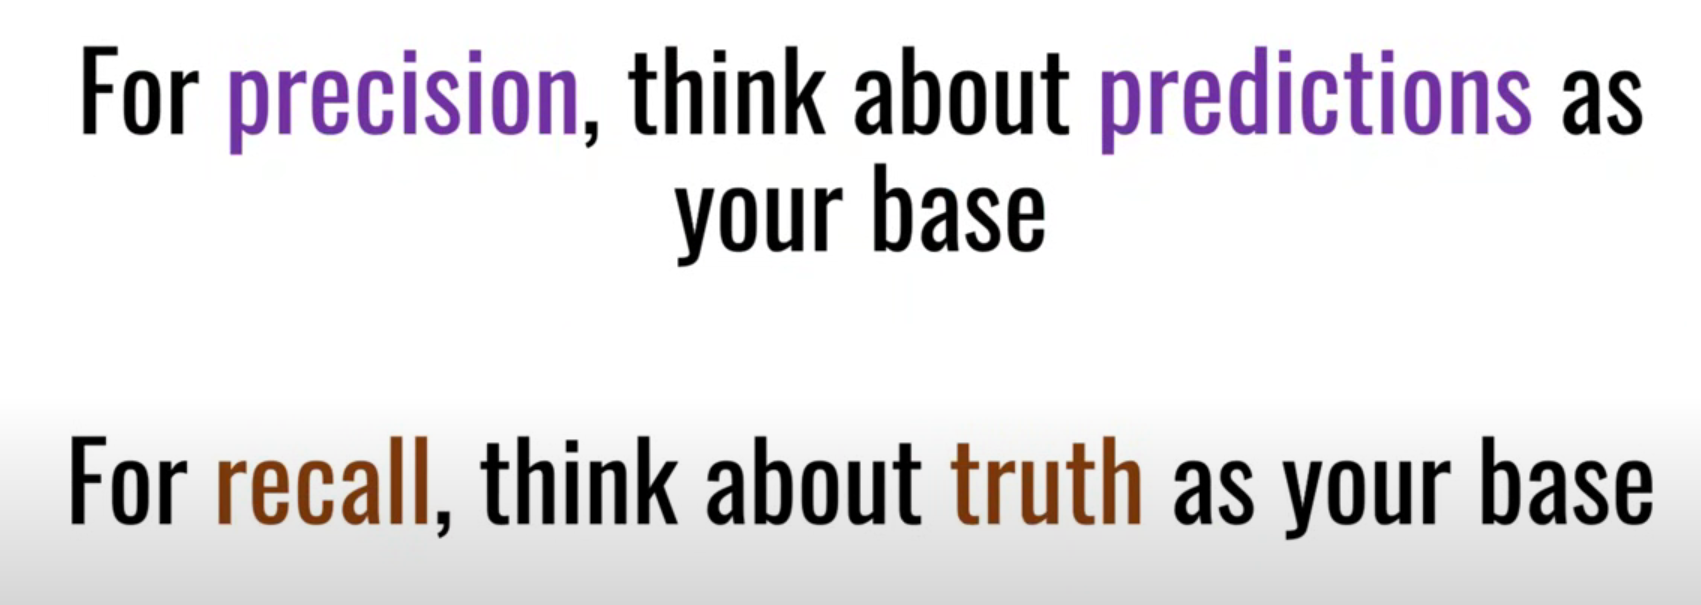 For precision, think about predictions as
your base
For recall, think about truth as your base